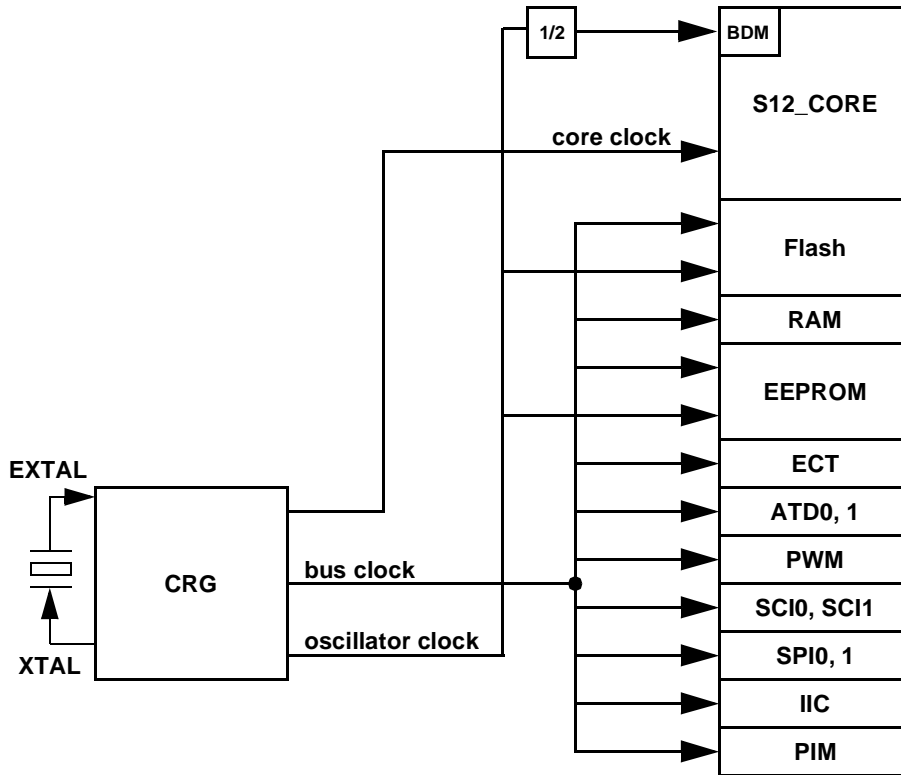 1/2
BDM
S12_CORE
core clock
Flash
RAM
EEPROM
EXTAL
ECT
ATD0, 1
CRG
bus clock
PWM
SCI0, SCI1
oscillator clock
XTAL
SPI0, 1
IIC
PIM